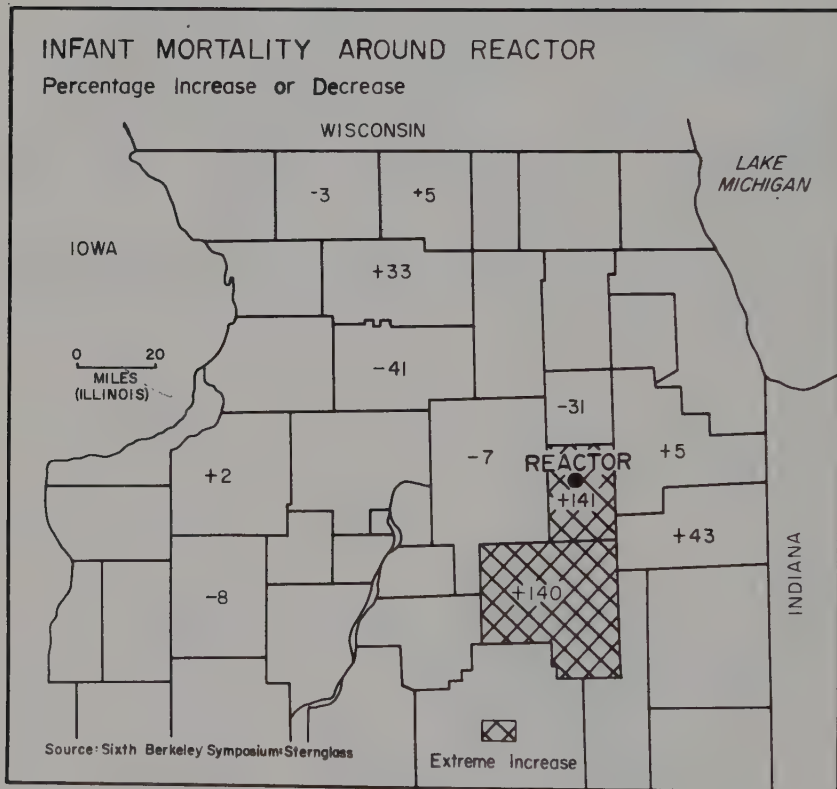 INFANT MORTALITY AROUND REACTOR
Percentage Increase or Decrease
WISCONSIN
LAKE
MICHIGAN
-3
+5
IOWA
+33
0 20
MILES
(ILLINOIS)
-41
-31
+2
-7
REACTOR
+5
+141
+43
-8
+140
INDIANA
Source: Sixth Berkeley Symposium: Sternglass
Extreme Increase